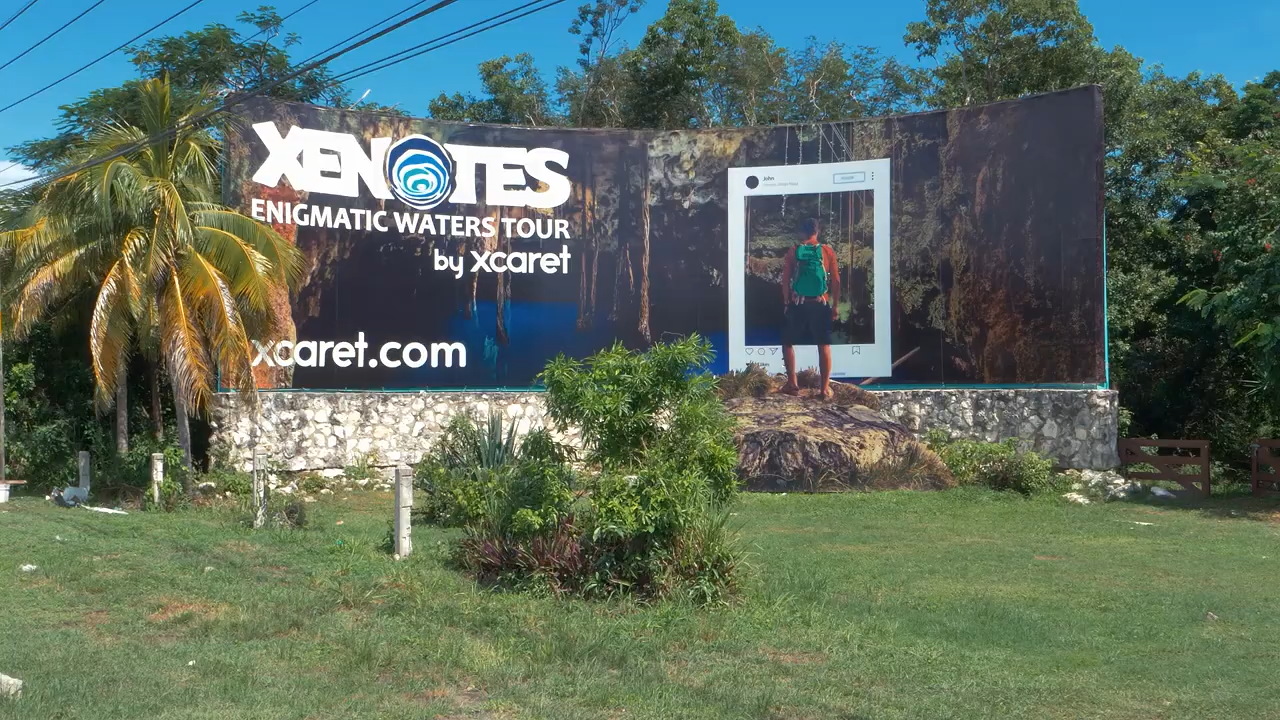 XENOTES
ENIGMATIC WATERS TOUR
by xcaret
xcaret.com
John